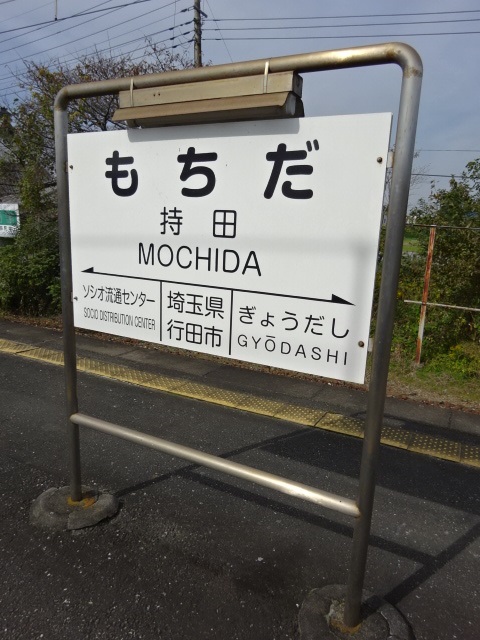 もちだ
持田
MOCHIDA
ソシオ流通センター
SOCIO DISTRIBUTION CENTER
埼玉県
行田市
ぎょうだし
GYŌDASHI